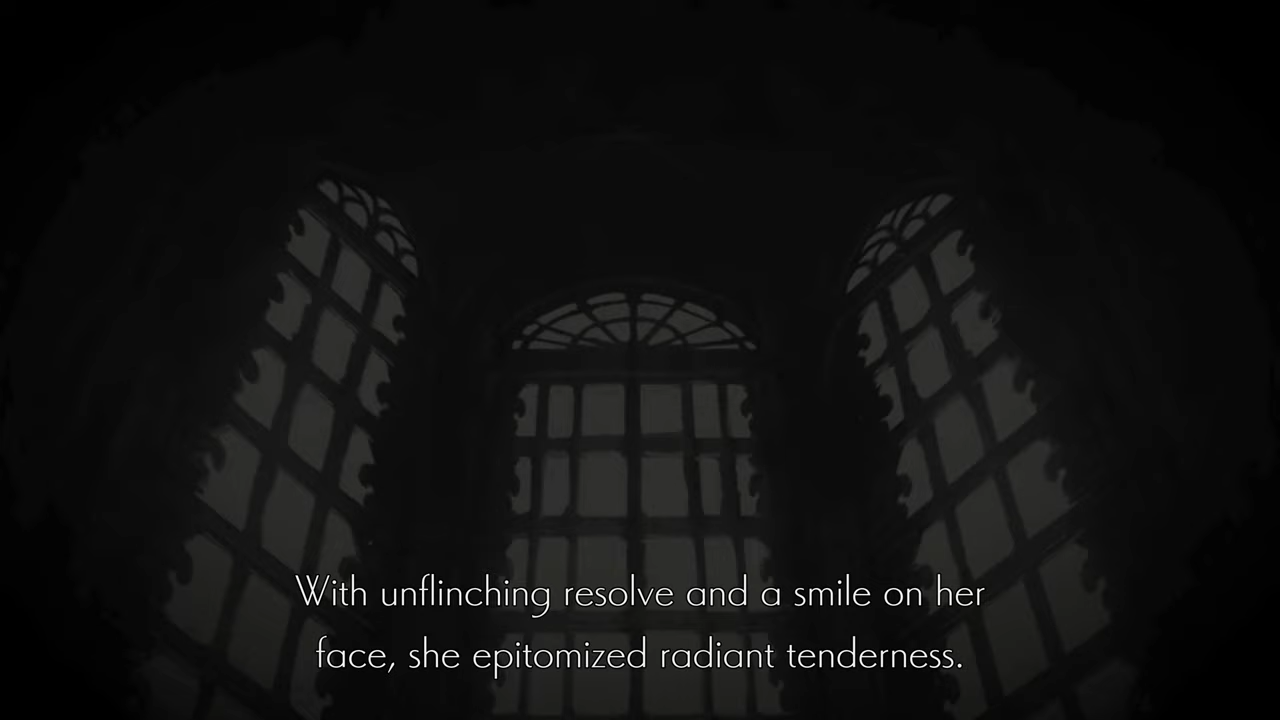 With unflinching resolve and a smile on her
face, she epitomized radiant tenderness.